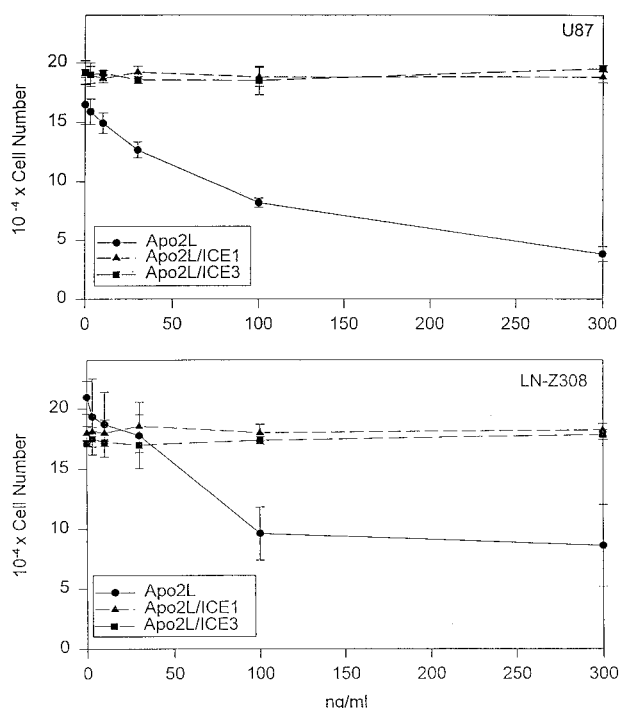 U87
20
15
10
5
0
10⁻⁴ x Cell Number
Apo2L
Apo2L/ICE1
Apo2L/ICE3
0 50 100 150 200 250 300
LN-Z308
20
15
10
5
0
10⁻⁴ x Cell Number
Apo2L
Apo2L/ICE1
Apo2L/ICE3
0 50 100 150 200 250 300
ng/ml